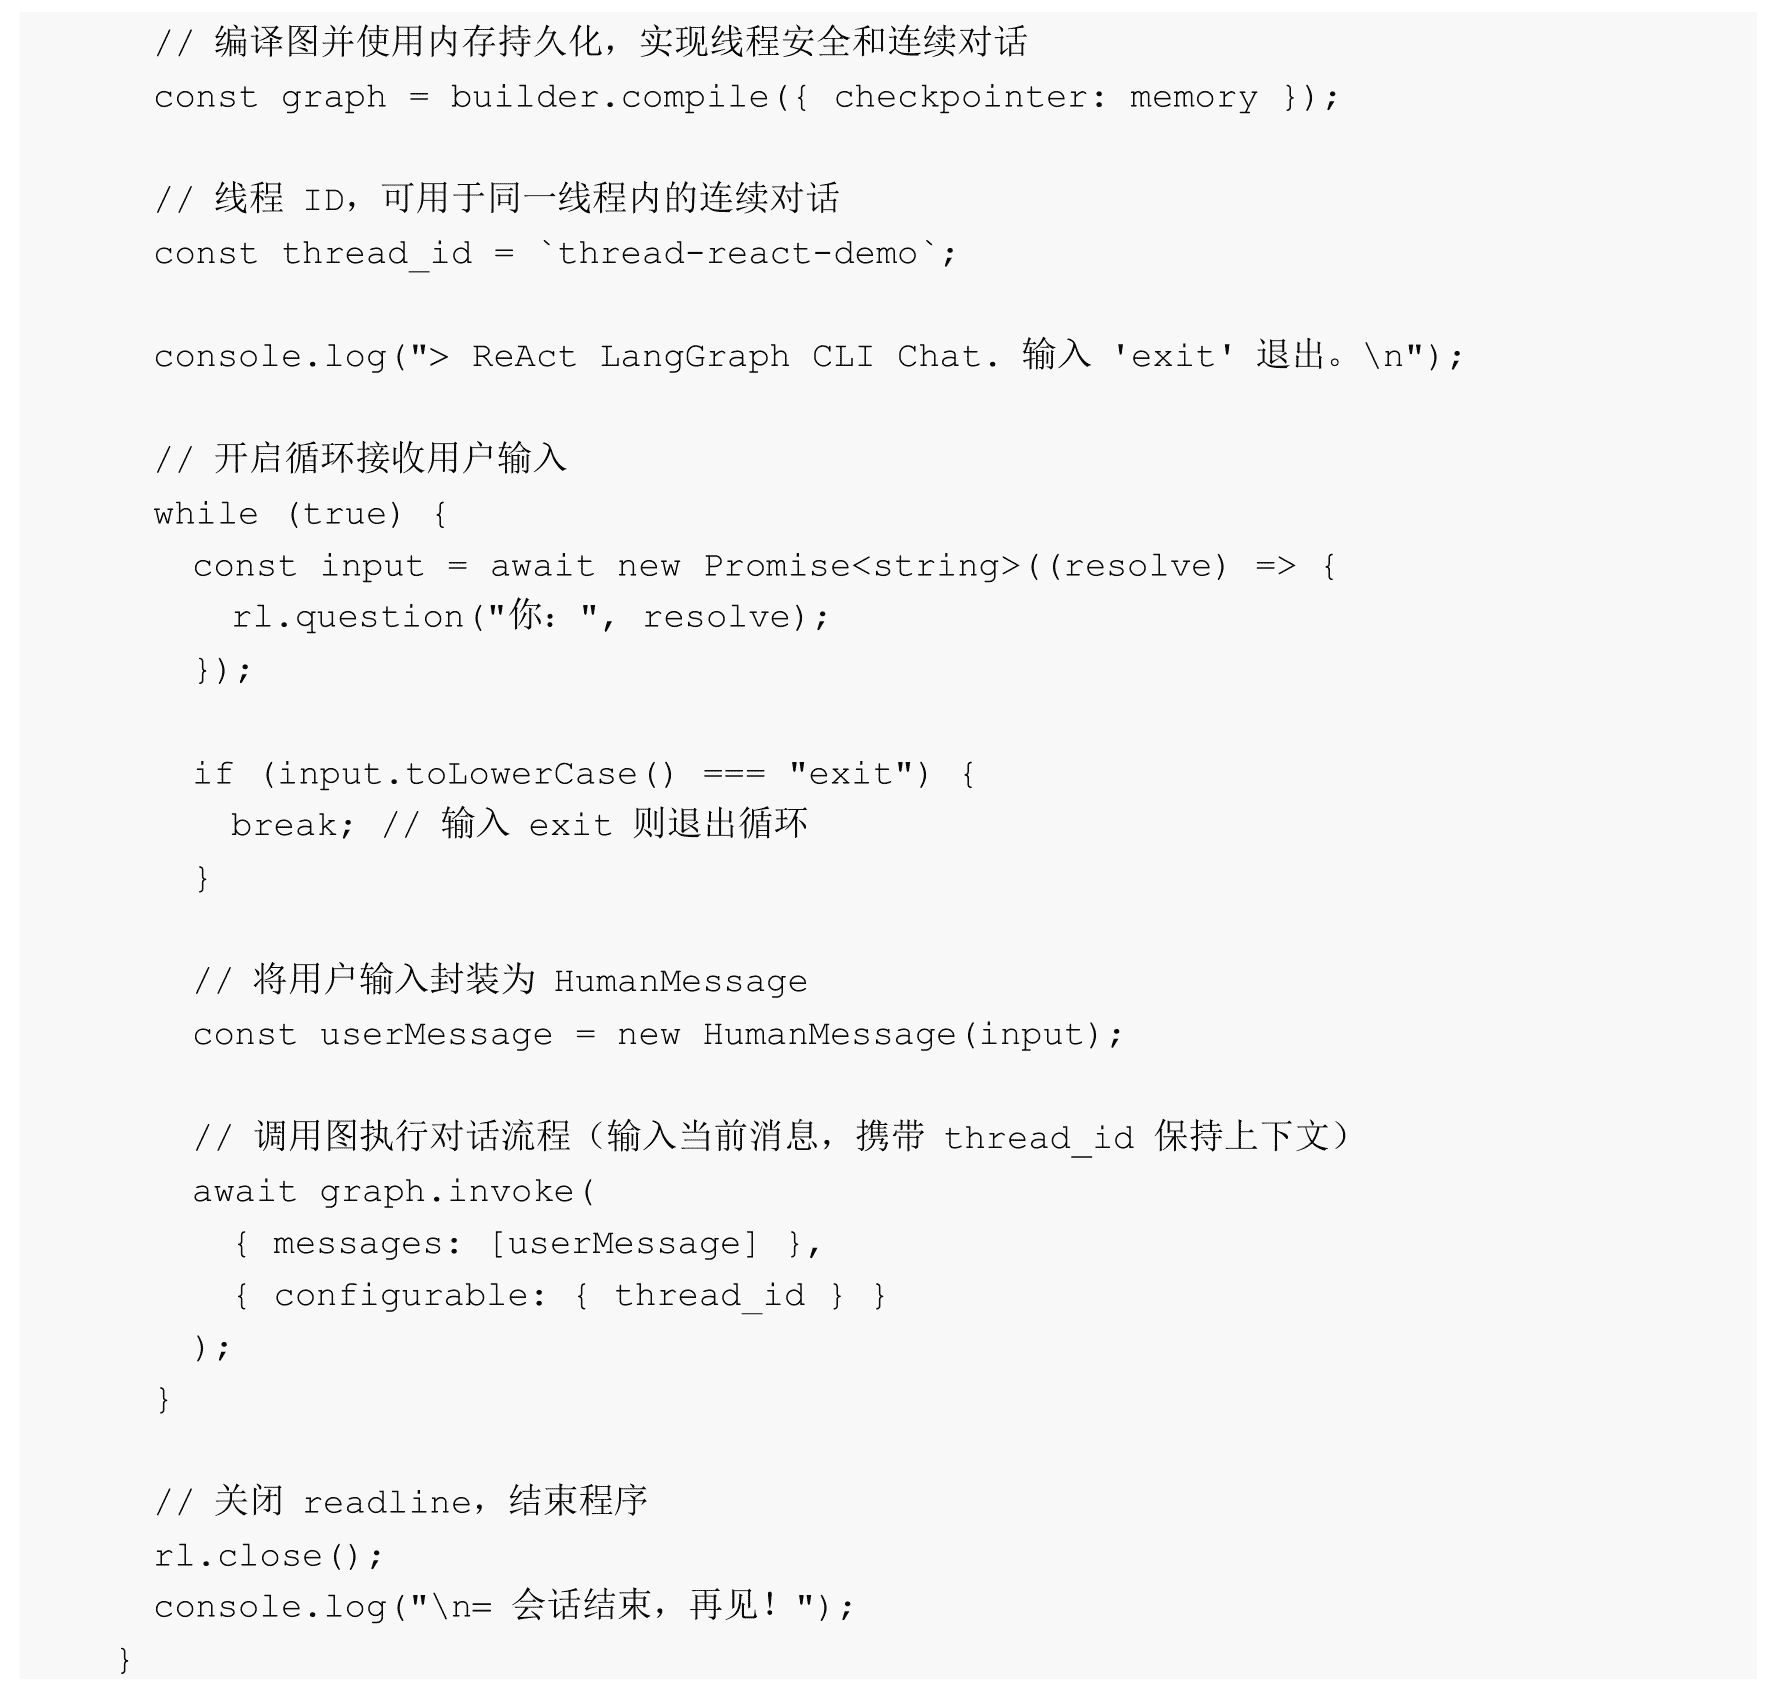 // 编译图并使用内存持久化，实现线程安全和连续对话
const graph = builder.compile({ checkpointer: memory });
// 线程 ID，可用于同一线程内的连续对话
const thread_id = `thread-react-demo`;
console.log("> ReAct LangGraph CLI Chat. 输入 'exit' 退出。\n");
// 开启循环接收用户输入
while (true) {
const input = await new Promise<string>((resolve) => {
rl.question("你：", resolve);
});
if (input.toLowerCase() === "exit") {
break; // 输入 exit 则退出循环
}
// 将用户输入封装为 HumanMessage
const userMessage = new HumanMessage(input);
// 调用图执行对话流程（输入当前消息，携带 thread_id 保持上下文）
await graph.invoke(
{ messages: [userMessage] },
{ configurable: { thread_id } }
);
}
// 关闭 readline，结束程序
rl.close();
console.log("\n= 会话结束，再见！");
}